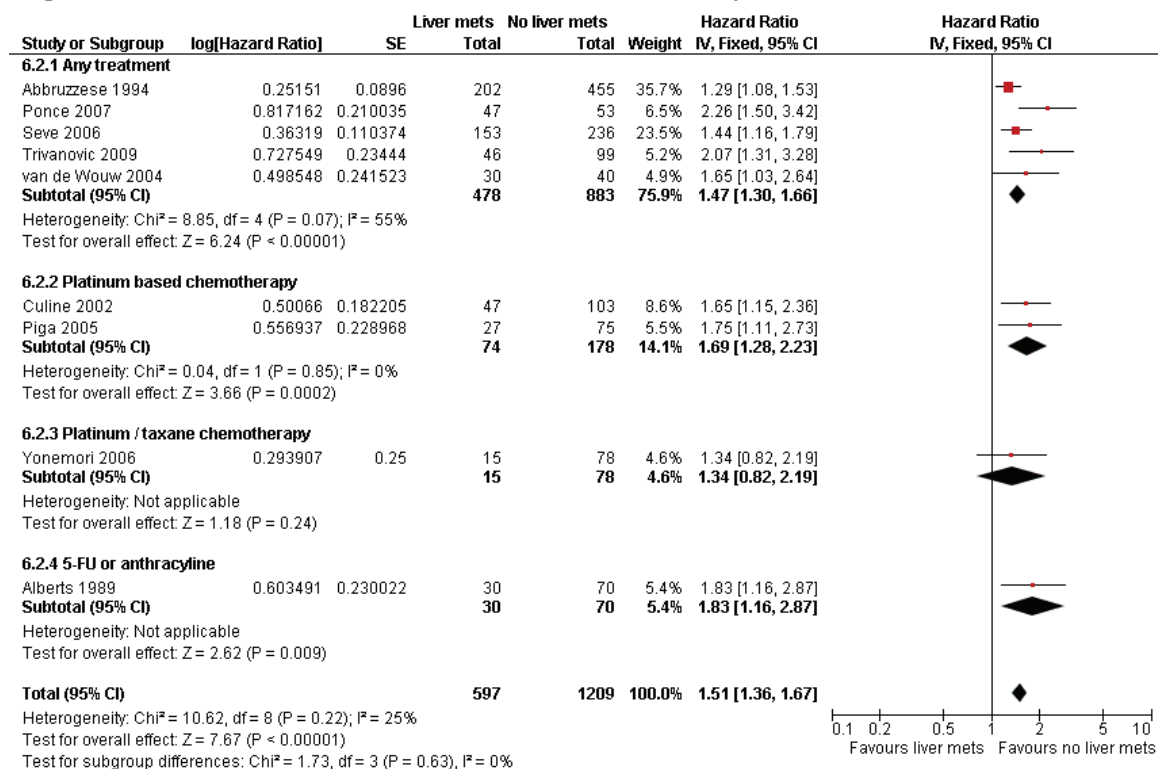 Liver mets No liver mets Hazard Ratio Hazard Ratio
Study or Subgroup log[Hazard Ratio] SE Total Total Weight IV, Fixed, 95% CI IV, Fixed, 95% CI
6.2.1 Any treatment
Abbruzzese 1994 0.25151 0.0896 202 455 35.7% 1.29 [1.08, 1.53]
Ponce 2007 0.817162 0.210035 47 53 6.5% 2.26 [1.50, 3.42]
Seve 2006 0.36319 0.110374 153 236 23.5% 1.44 [1.16, 1.79]
Trivanovic 2009 0.727549 0.23444 46 99 5.2% 2.07 [1.31, 3.28]
van de Wouw 2004 0.498548 0.241523 30 40 4.9% 1.65 [1.03, 2.64]
Subtotal (95% CI) 478 883 75.9% 1.47 [1.30, 1.66]
Heterogeneity: Chi² = 8.85, df = 4 (P = 0.07); I² = 55%
Test for overall effect: Z = 6.24 (P < 0.00001)
6.2.2 Platinum based chemotherapy
Culine 2002 0.50066 0.182205 47 103 8.6% 1.65 [1.15, 2.36]
Piga 2005 0.556937 0.228968 27 75 5.5% 1.75 [1.11, 2.73]
Subtotal (95% CI) 74 178 14.1% 1.69 [1.28, 2.23]
Heterogeneity: Chi² = 0.04, df = 1 (P = 0.85); I² = 0%
Test for overall effect: Z = 3.66 (P = 0.0002)
6.2.3 Platinum / taxane chemotherapy
Yonemori 2006 0.293907 0.25 15 78 4.6% 1.34 [0.82, 2.19]
Subtotal (95% CI) 15 78 4.6% 1.34 [0.82, 2.19]
Heterogeneity: Not applicable
Test for overall effect: Z = 1.18 (P = 0.24)
6.2.4 5-FU or anthracyline
Alberts 1989 0.603491 0.230022 30 70 5.4% 1.83 [1.16, 2.87]
Subtotal (95% CI) 30 70 5.4% 1.83 [1.16, 2.87]
Heterogeneity: Not applicable
Test for overall effect: Z = 2.62 (P = 0.009)
Total (95% CI) 597 1209 100.0% 1.51 [1.36, 1.67]
Heterogeneity: Chi² = 10.62, df = 8 (P = 0.22); I² = 25%
Test for overall effect: Z = 7.67 (P < 0.00001)
Test for subgroup differences: Chi² = 1.73, df = 3 (P = 0.63), I² = 0%
0.1 0.2 0.5 1 2 5 10
Favours liver mets Favours no liver mets